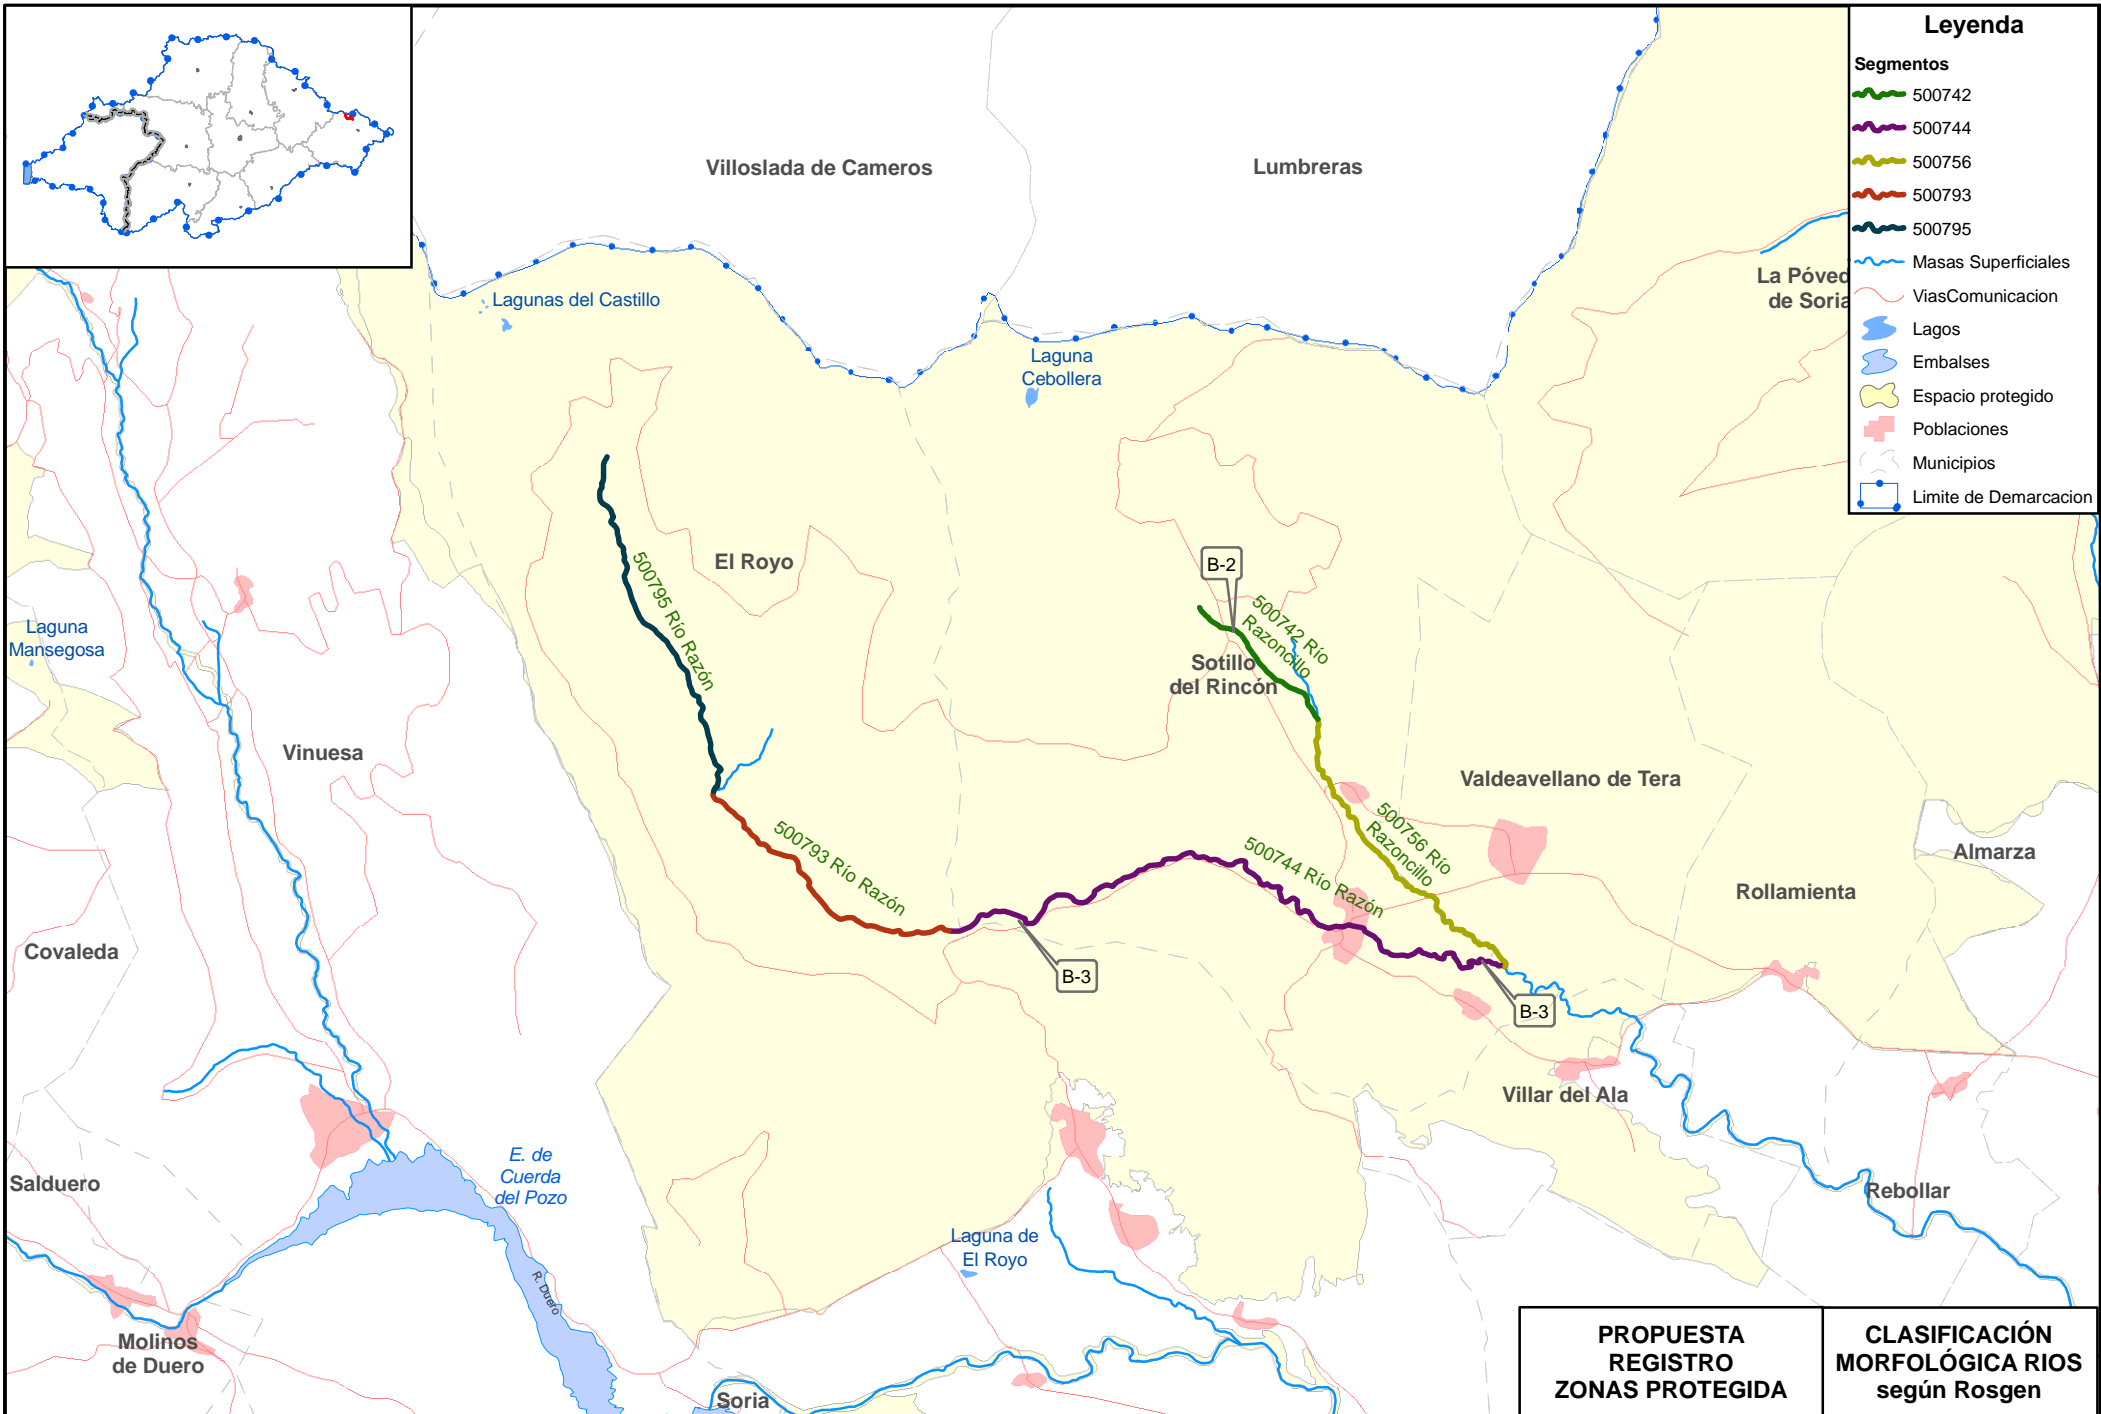 Leyenda
Segmentos
500742
500744
500756
500793
500795
Masas Superficiales
ViasComunicacion
Lagos
Embalses
Espacio protegido
Poblaciones
Municipios
Limite de Demarcacion
Villoslada de Cameros
Lumbreras
La Póved
de Soria
Lagunas del Castillo
Laguna
Cebollera
El Royo
B-2
500795 Río Razón
500742 Río
Razoncillo
Laguna
Mansegosa
Sotillo
del Rincón
Vinuesa
Valdeavellano de Tera
500793 Río Razón
500756 Río
Razoncillo
500744 Río Razón
Almarza
Rollamienta
Covaleda
B-3
B-3
Villar del Ala
E. de
Cuerda
del Pozo
Salduero
Rebollar
Laguna de
El Royo
R. Duero
Molinos
de Duero
Soria
PROPUESTA
REGISTRO
ZONAS PROTEGIDA
CLASIFICACIÓN
MORFOLÓGICA RIOS
según Rosgen